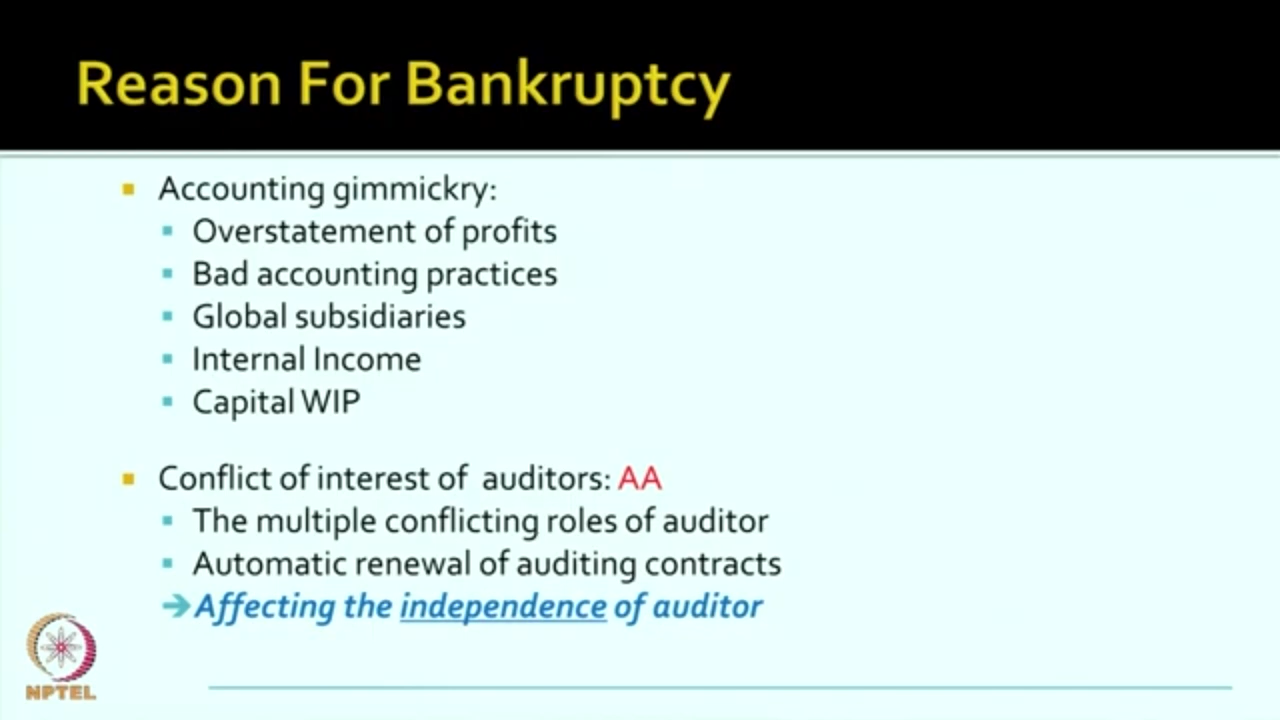 Reason For Bankruptcy
Accounting gimmickry:
Overstatement of profits
Bad accounting practices
Global subsidiaries
Internal Income
Capital WIP
Conflict of interest of auditors: AA
The multiple conflicting roles of auditor
Automatic renewal of auditing contracts
➔Affecting the independence of auditor
NPTEL